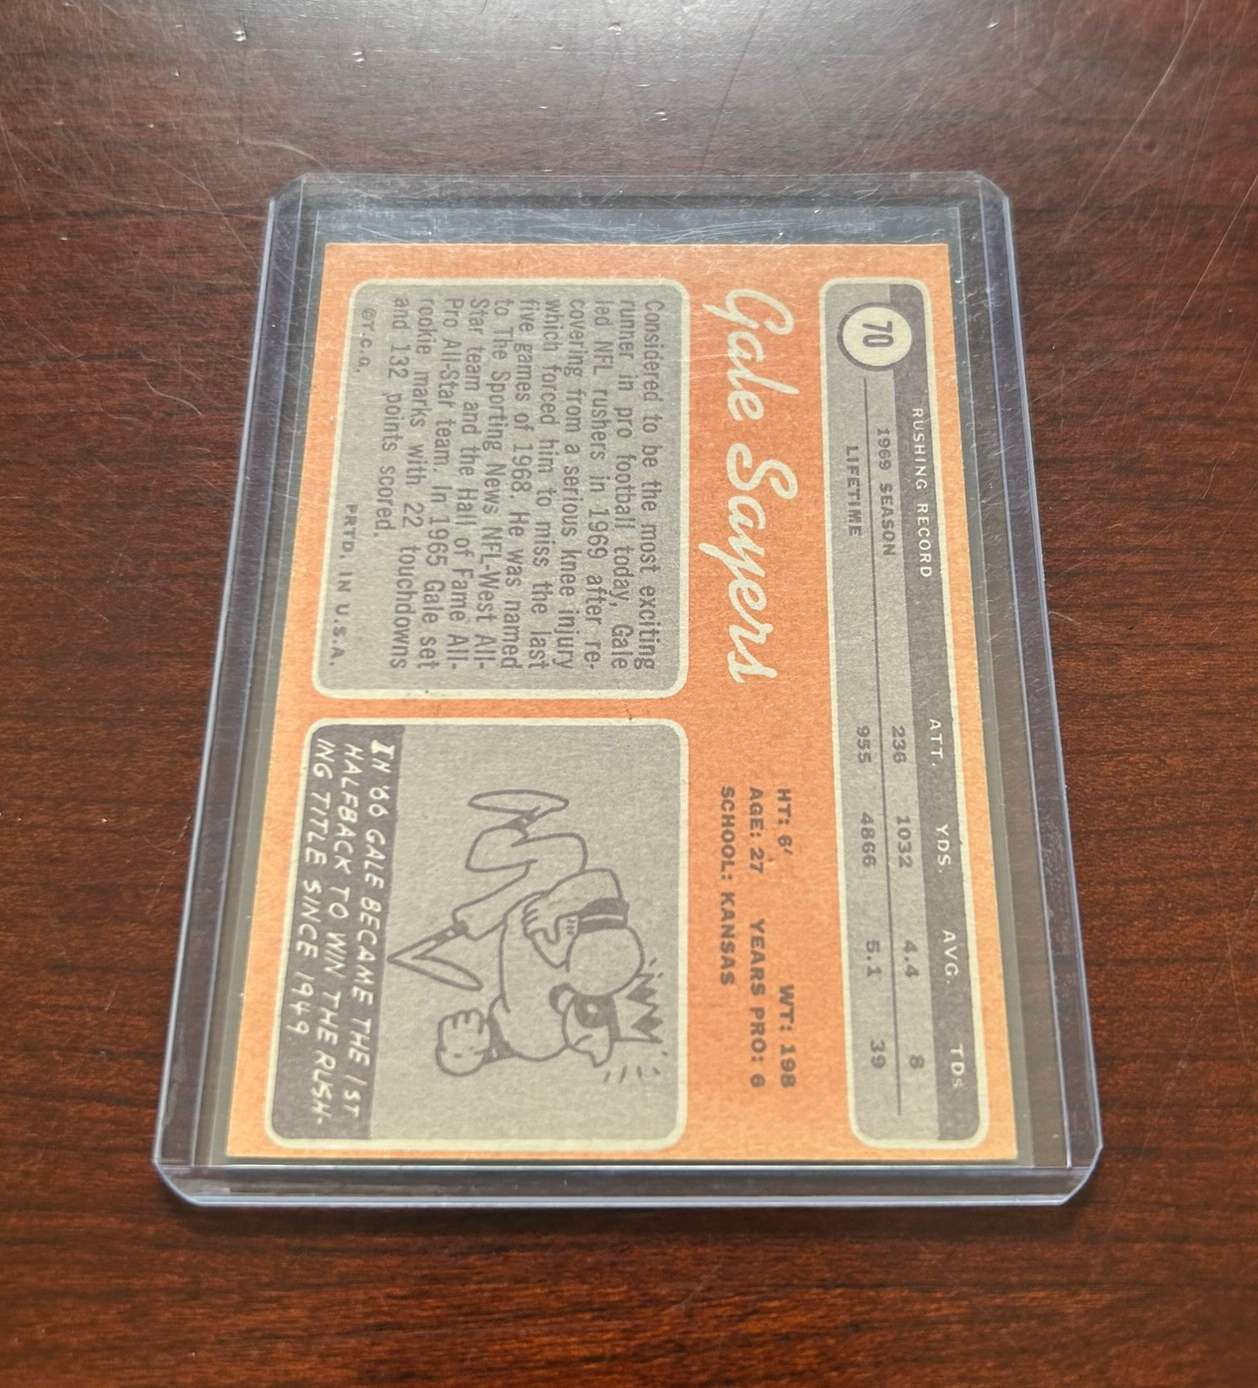 70
RUSHING RECORD ATT. YDS. AVG. TDs
1969 SEASON 236 1032 4.4 8
LIFETIME 955 4866 5.1 39
Gale Sayers
HT: 6' WT: 198
AGE: 27 YEARS PRO: 6
SCHOOL: KANSAS
Considered to be the most exciting
runner in pro football today, Gale
led NFL rushers in 1969 after re-
covering from a serious knee injury
which forced him to miss the last
five games of 1968. He was named
to The Sporting News NFL-West All-
Star team and the Hall of Fame All-
Pro All-Star team. In 1965 Gale set
rookie marks with 22 touchdowns
and 132 points scored.
©T.C.G. PRTD. IN U.S.A.
IN '66 GALE BECAME THE 1ST
HALFBACK TO WIN THE RUSH-
ING TITLE SINCE 1949